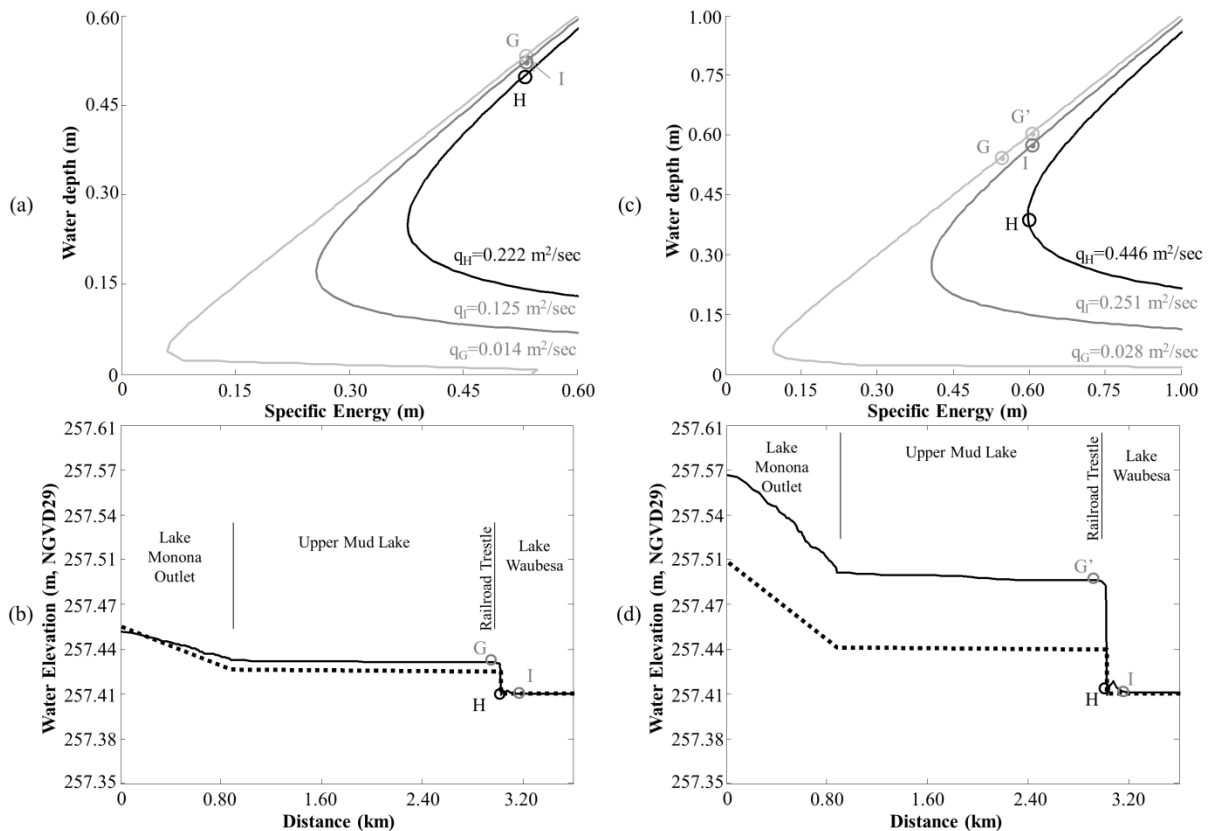 (a)
Water depth (m)
0.60
0.45
0.30
0.15
0
G
I
H
qH=0.222 m²/sec
qI=0.125 m²/sec
qG=0.014 m²/sec
0
0.15
0.30
0.45
0.60
Specific Energy (m)
(c)
Water depth (m)
1.00
0.75
0.60
0.45
0.30
0.15
0
G'
G
I
H
qH=0.446 m²/sec
qI=0.251 m²/sec
qG=0.028 m²/sec
0
0.15
0.30
0.45
0.60
0.75
1.00
Specific Energy (m)
(b)
Water Elevation (m, NGVD29)
257.61
257.57
257.54
257.51
257.47
257.44
257.41
257.38
257.35
Lake
Monona
Outlet
Upper Mud Lake
Railroad Trestle
Lake
Waubesa
G
H
I
0
0.80
1.60
2.40
3.20
Distance (km)
(d)
Water Elevation (m, NGVD29)
257.61
257.57
257.54
257.51
257.47
257.44
257.41
257.38
257.35
Lake
Monona
Outlet
Upper Mud Lake
Railroad Trestle
Lake
Waubesa
G'
H
I
0
0.80
1.60
2.40
3.20
Distance (km)